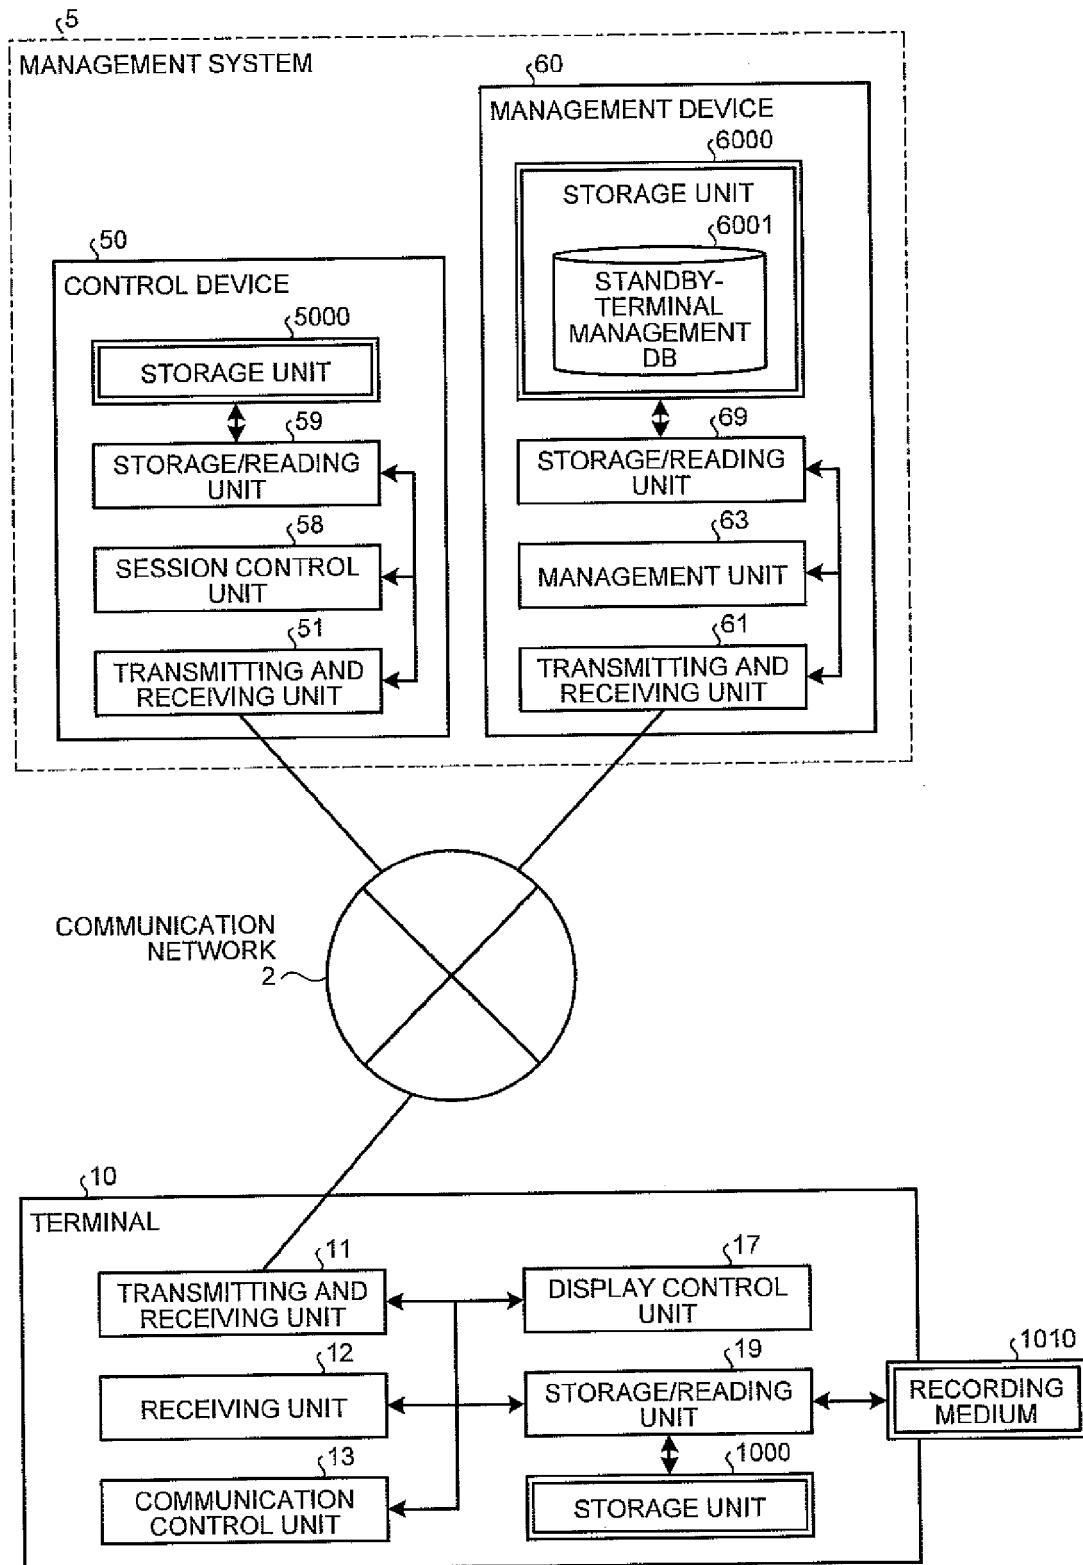 5
MANAGEMENT SYSTEM
60
MANAGEMENT DEVICE
6000
STORAGE UNIT
6001
STANDBY-
TERMINAL
MANAGEMENT
DB
50
CONTROL DEVICE
5000
STORAGE UNIT
59
STORAGE/READING
UNIT
58
SESSION CONTROL
UNIT
51
TRANSMITTING AND
RECEIVING UNIT
69
STORAGE/READING
UNIT
63
MANAGEMENT UNIT
61
TRANSMITTING AND
RECEIVING UNIT
COMMUNICATION
NETWORK
2
10
TERMINAL
11
TRANSMITTING AND
RECEIVING UNIT
17
DISPLAY CONTROL
UNIT
12
RECEIVING UNIT
19
STORAGE/READING
UNIT
1010
RECORDING
MEDIUM
13
COMMUNICATION
CONTROL UNIT
1000
STORAGE UNIT